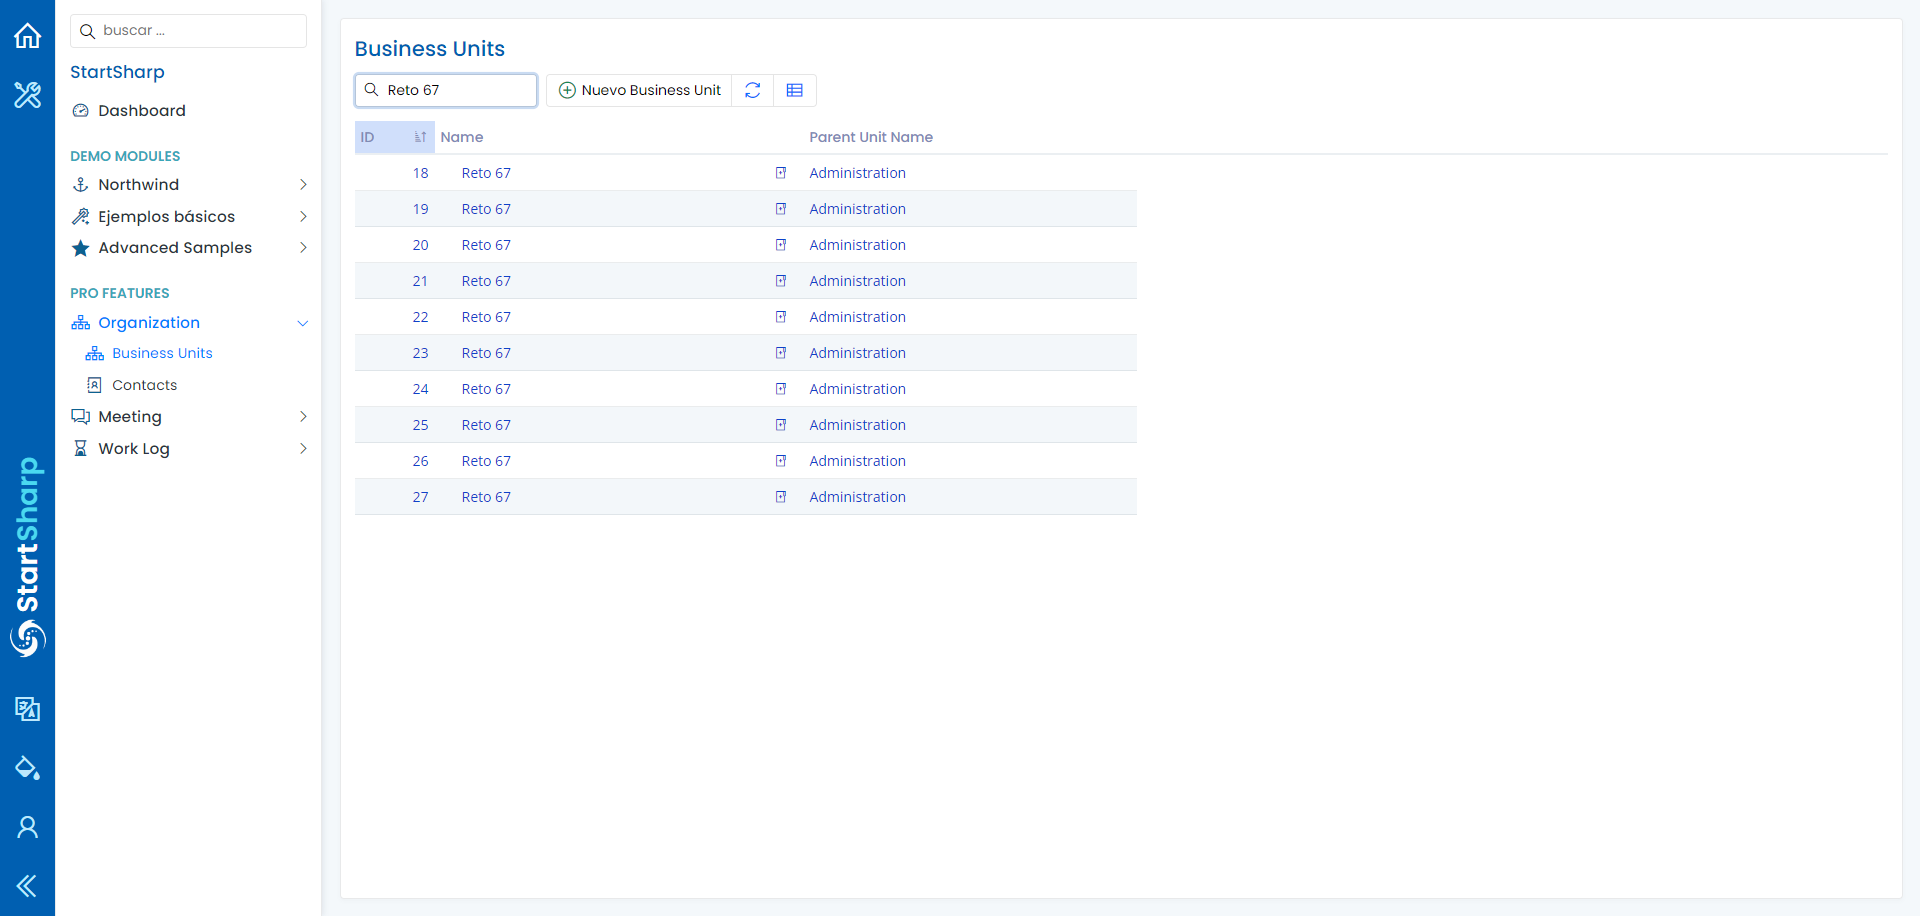 buscar ...
StartSharp
Dashboard
DEMO MODULES
Northwind
Ejemplos básicos
Advanced Samples
PRO FEATURES
Organization
Business Units
Contacts
Meeting
Work Log
StartSharp
Business Units
Reto 67
Nuevo Business Unit
ID Name Parent Unit Name
18 Reto 67 Administration
19 Reto 67 Administration
20 Reto 67 Administration
21 Reto 67 Administration
22 Reto 67 Administration
23 Reto 67 Administration
24 Reto 67 Administration
25 Reto 67 Administration
26 Reto 67 Administration
27 Reto 67 Administration